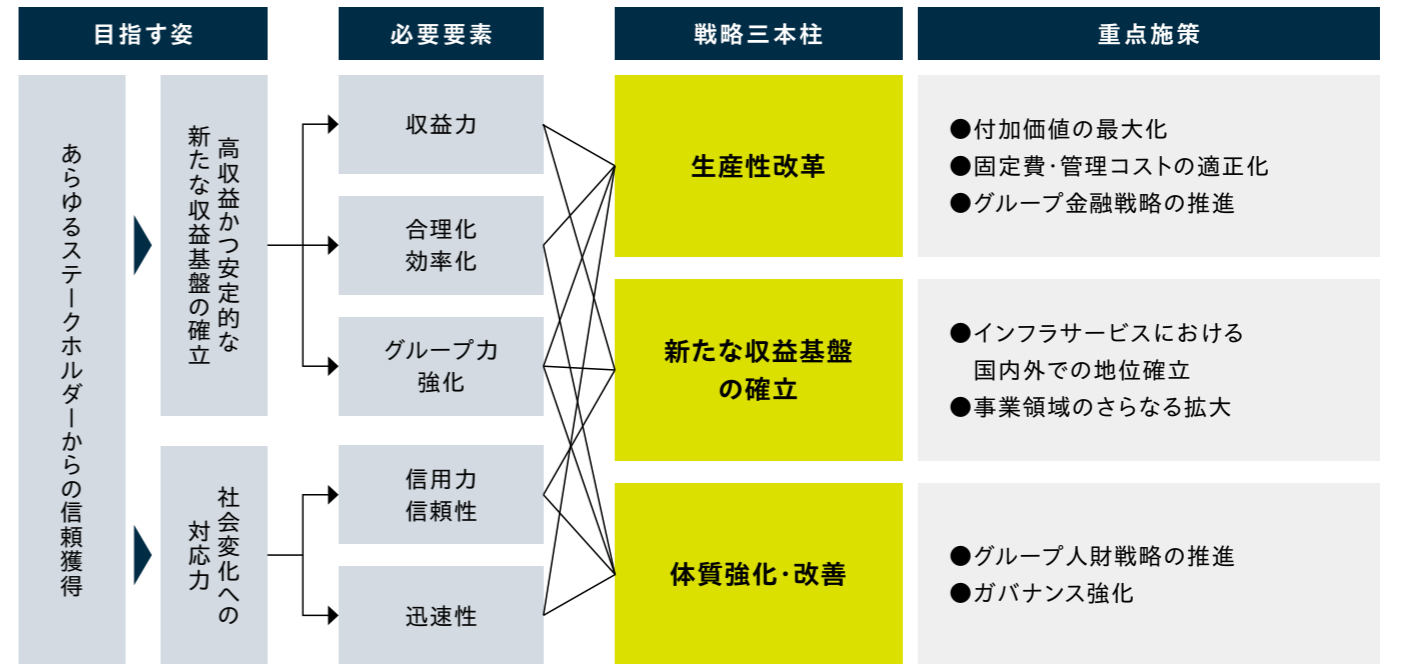 目指す姿
必要要素
戦略三本柱
重点施策
あらゆるステークホルダーからの信頼獲得
高収益かつ安定的な
新たな収益基盤の確立
社会変化への
対応力
収益力
合理化
効率化
グループ力
強化
信用力
信頼性
迅速性
生産性改革
新たな収益基盤
の確立
体質強化·改善
●付加価値の最大化
●固定費·管理コストの適正化
●グループ金融戦略の推進
●インフラサービスにおける
国内外での地位確立
●事業領域のさらなる拡大
●グループ人財戦略の推進
●ガバナンス強化